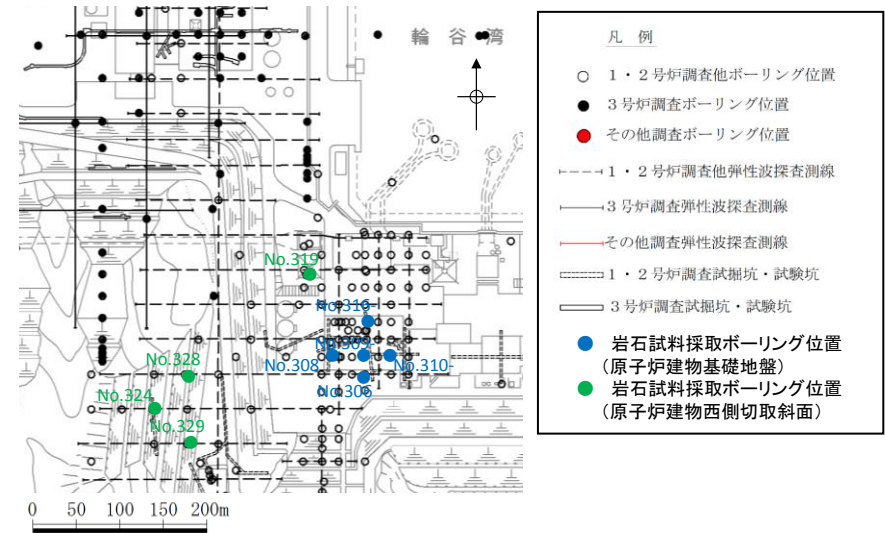 輪谷湾
No.319
No.316-
No.309-
No.308
No.310-
No.306
No.328
No.324
No.329
0 50 100 150 200m
凡 例
1・2号炉調査他ボーリング位置
3号炉調査ボーリング位置
その他調査ボーリング位置
1・2号炉調査他弾性波探査測線
3号炉調査弾性波探査測線
その他調査弾性波探査測線
1・2号炉調査試掘坑・試験坑
3号炉調査試掘坑・試験坑
岩石試料採取ボーリング位置
(原子炉建物基礎地盤)
岩石試料採取ボーリング位置
(原子炉建物西側切取斜面)